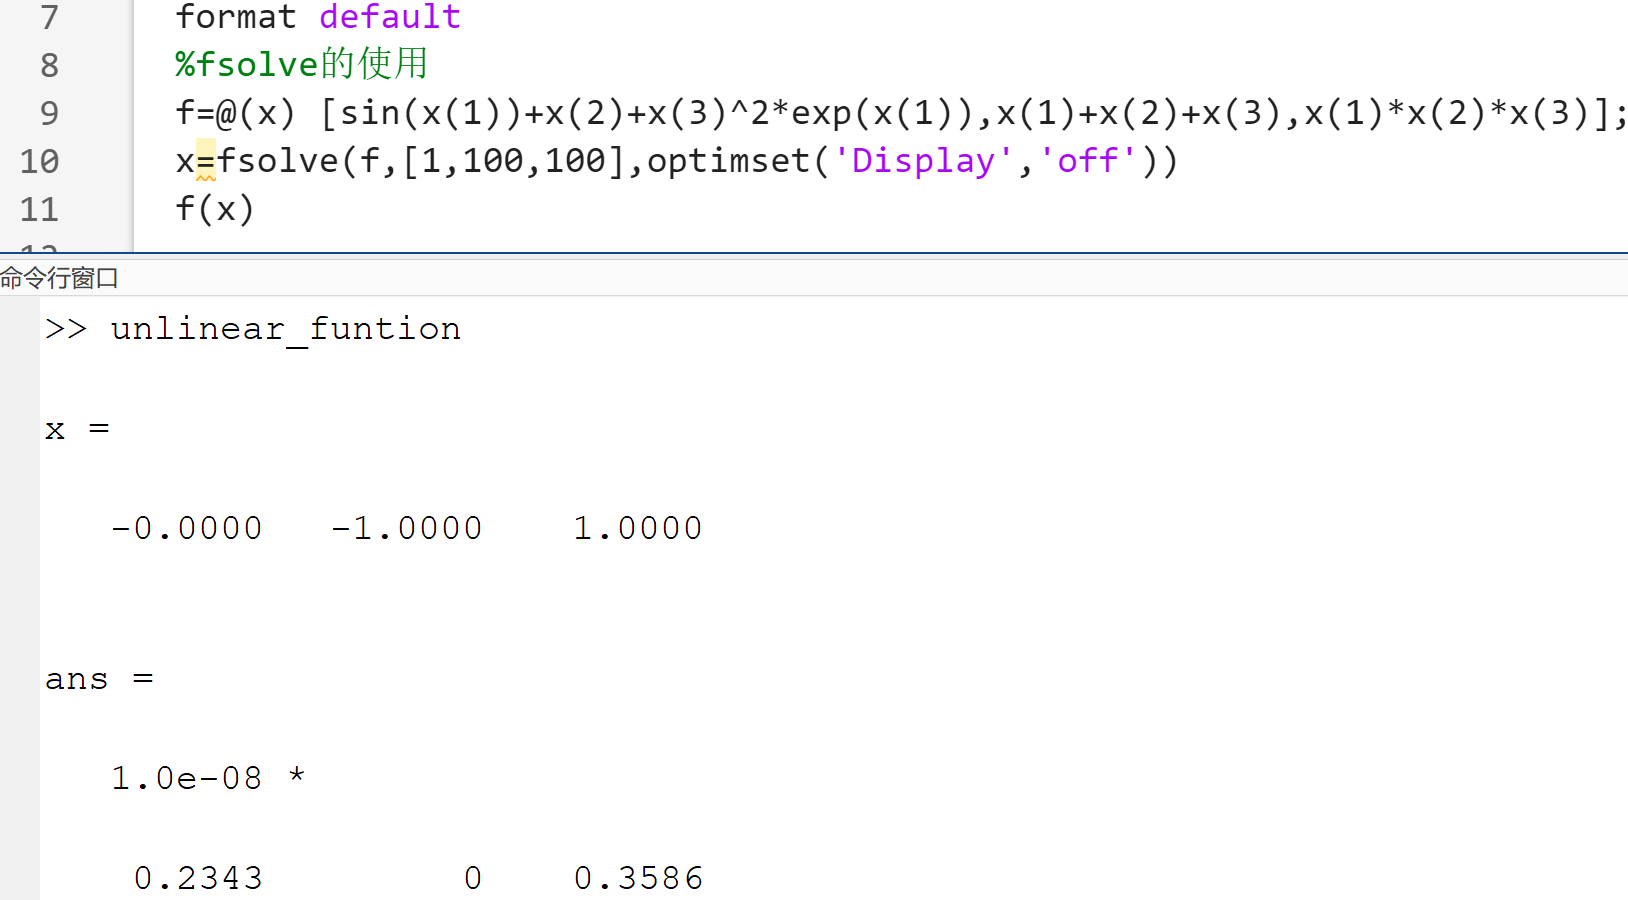 7 format default
8 %fsolve的使用
9 f=@(x) [sin(x(1))+x(2)+x(3)^2*exp(x(1)),x(1)+x(2)+x(3),x(1)*x(2)*x(3)];
10 x=fsolve(f,[1,100,100],optimset('Display','off'))
11 f(x)
命令行窗口
>> unlinear_funtion
x =
-0.0000 -1.0000 1.0000
ans =
1.0e-08 *
0.2343 0 0.3586